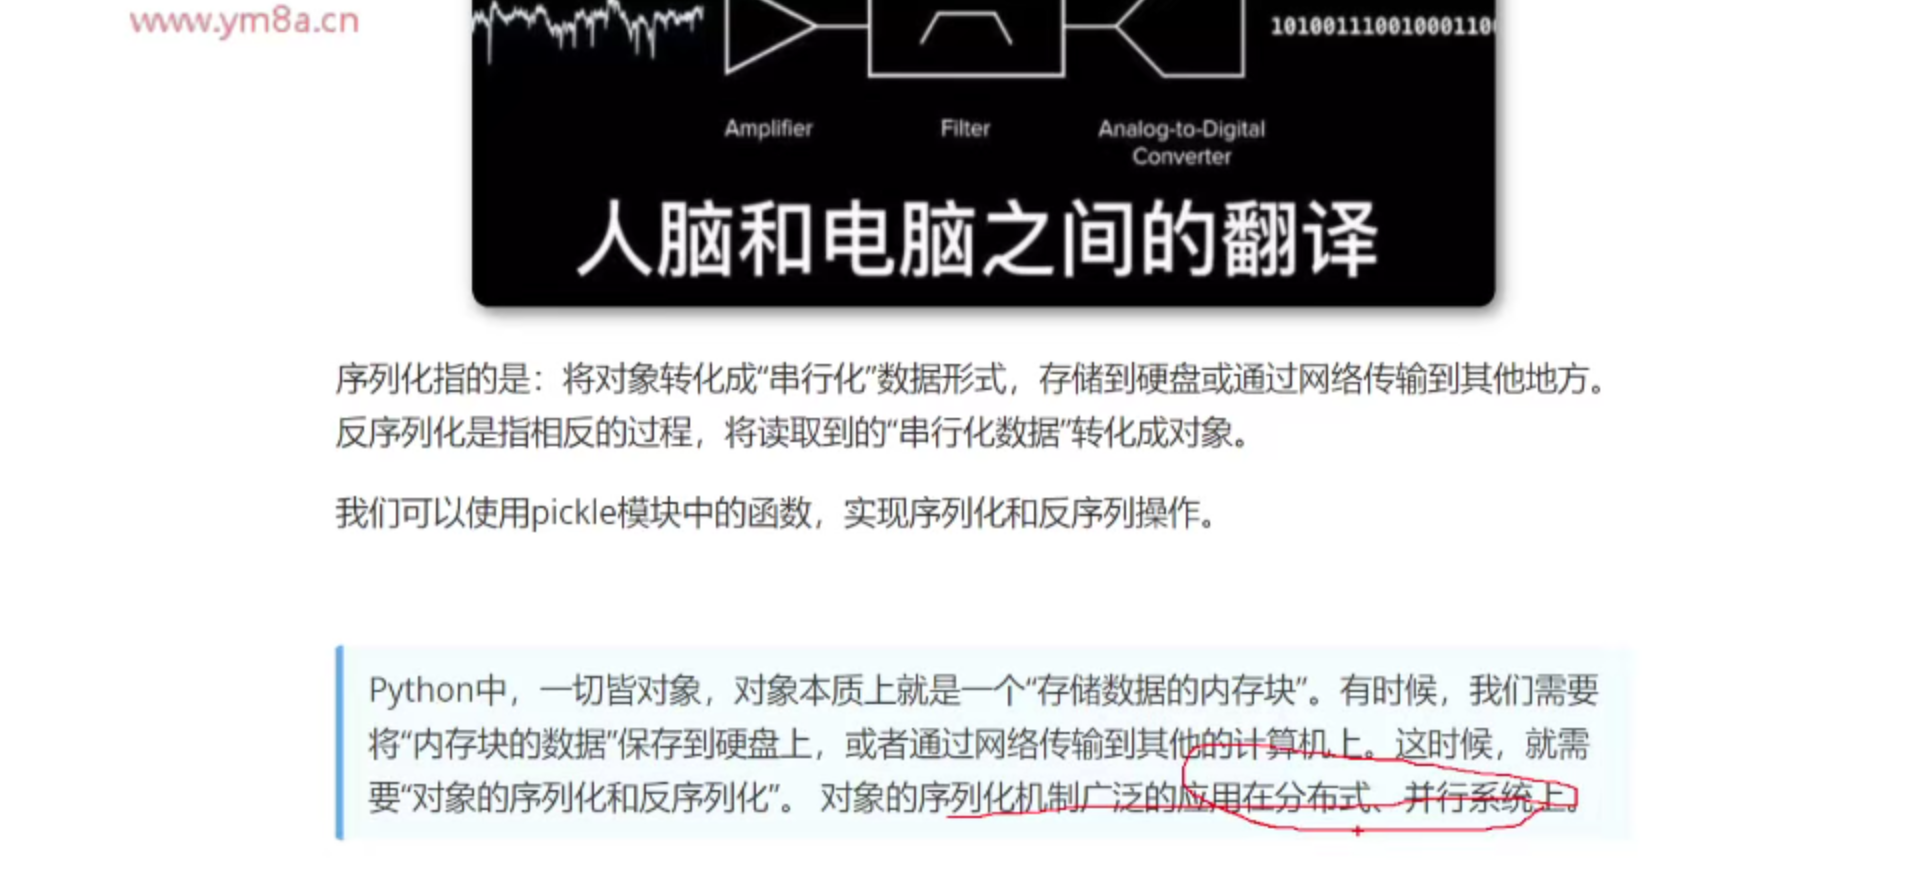 www.ym8a.cn
Amplifier
Filter
Analog-to-Digital
Converter
人脑和电脑之间的翻译
序列化指的是：将对象转化成“串行化”数据形式，存储到硬盘或通过网络传输到其他地方。
反序列化是指相反的过程，将读取到的“串行化数据”转化成对象。
我们可以使用pickle模块中的函数，实现序列化和反序列操作。
Python中，一切皆对象，对象本质上就是一个“存储数据的内存块”。有时候，我们需要
将“内存块的数据”保存到硬盘上，或者通过网络传输到其他的计算机上。这时候，就需
要“对象的序列化和反序列化”。 对象的序列化机制广泛的应用在分布式、并行系统上。